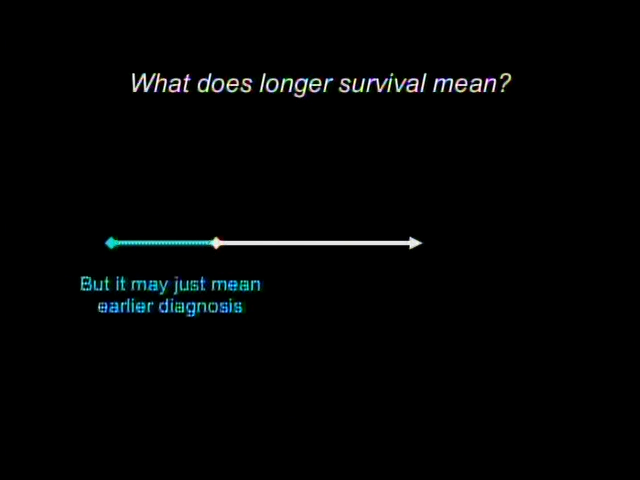 What does longer survival mean?
But it may just mean
earlier diagnosis